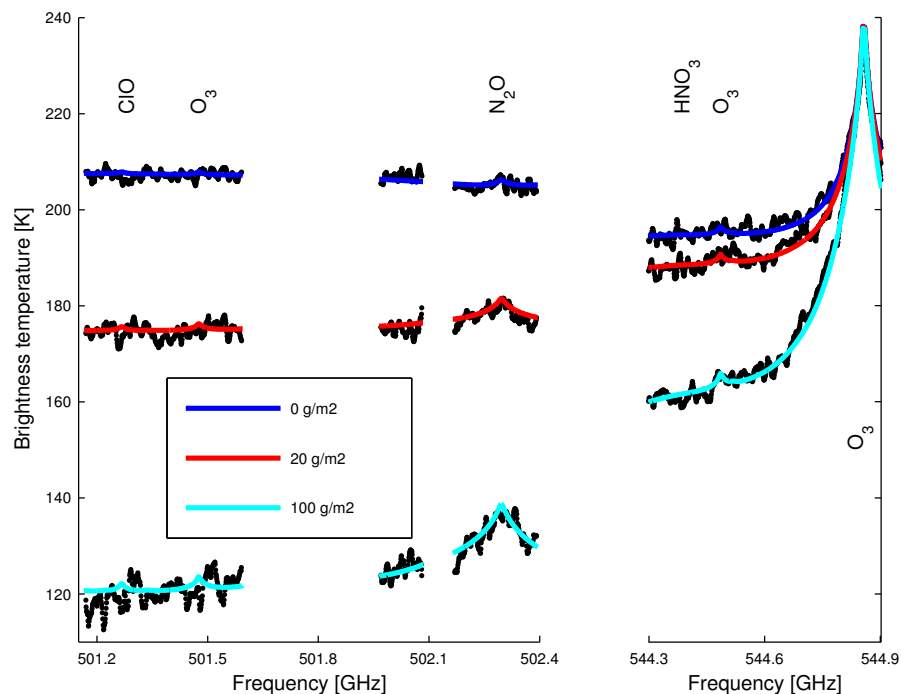 240
220
200
180
160
140
120
Brightness temperature [K]
ClO
O3
N2O
HNO3
O3
O3
0 g/m2
20 g/m2
100 g/m2
501.2 501.5 501.8 502.1 502.4
544.3 544.6 544.9
Frequency [GHz]
Frequency [GHz]